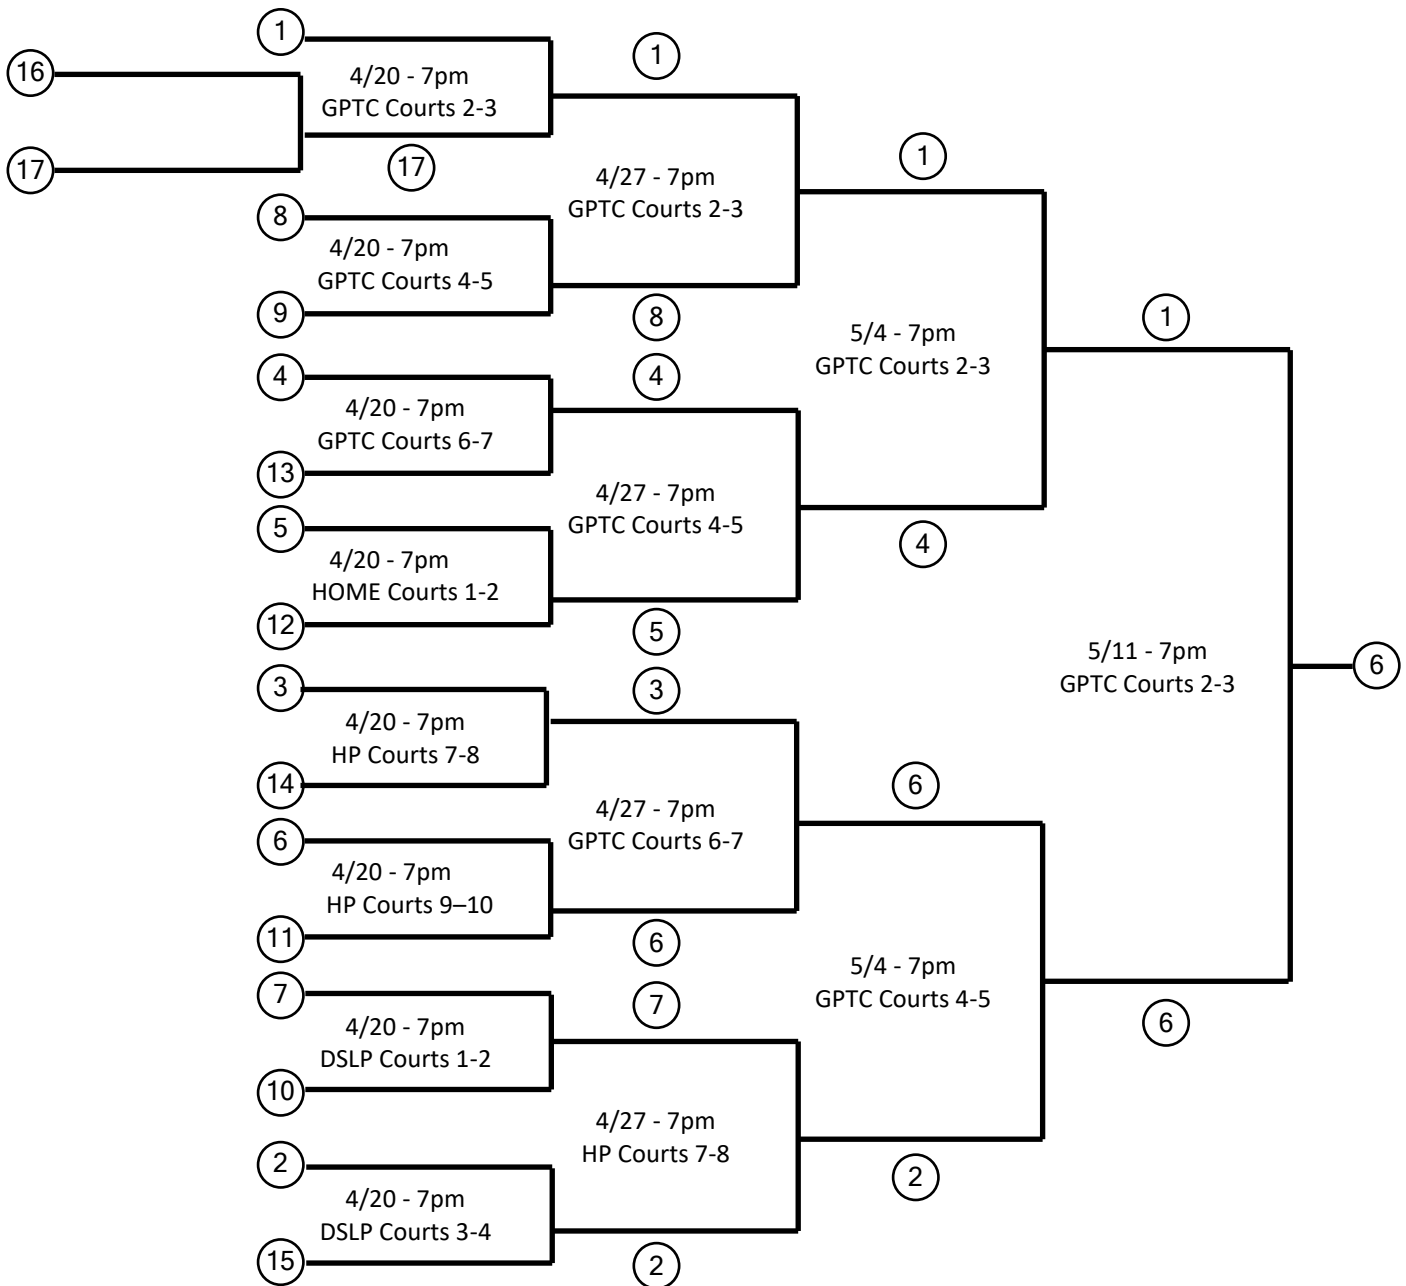 1
16
4/20 - 7pm
GPTC Courts 2-3
17
17
1
8
4/20 - 7pm
GPTC Courts 4-5
9
4/27 - 7pm
GPTC Courts 2-3
8
1
4
4/20 - 7pm
GPTC Courts 6-7
13
4
5
4/20 - 7pm
HOME Courts 1-2
12
4/27 - 7pm
GPTC Courts 4-5
5
5/4 - 7pm
GPTC Courts 2-3
4
1
3
4/20 - 7pm
HP Courts 7-8
14
3
6
4/20 - 7pm
HP Courts 9–10
11
4/27 - 7pm
GPTC Courts 6-7
6
6
5/11 - 7pm
GPTC Courts 2-3
6
7
4/20 - 7pm
DSLP Courts 1-2
10
7
5/4 - 7pm
GPTC Courts 4-5
6
2
4/20 - 7pm
DSLP Courts 3-4
15
4/27 - 7pm
HP Courts 7-8
2
2